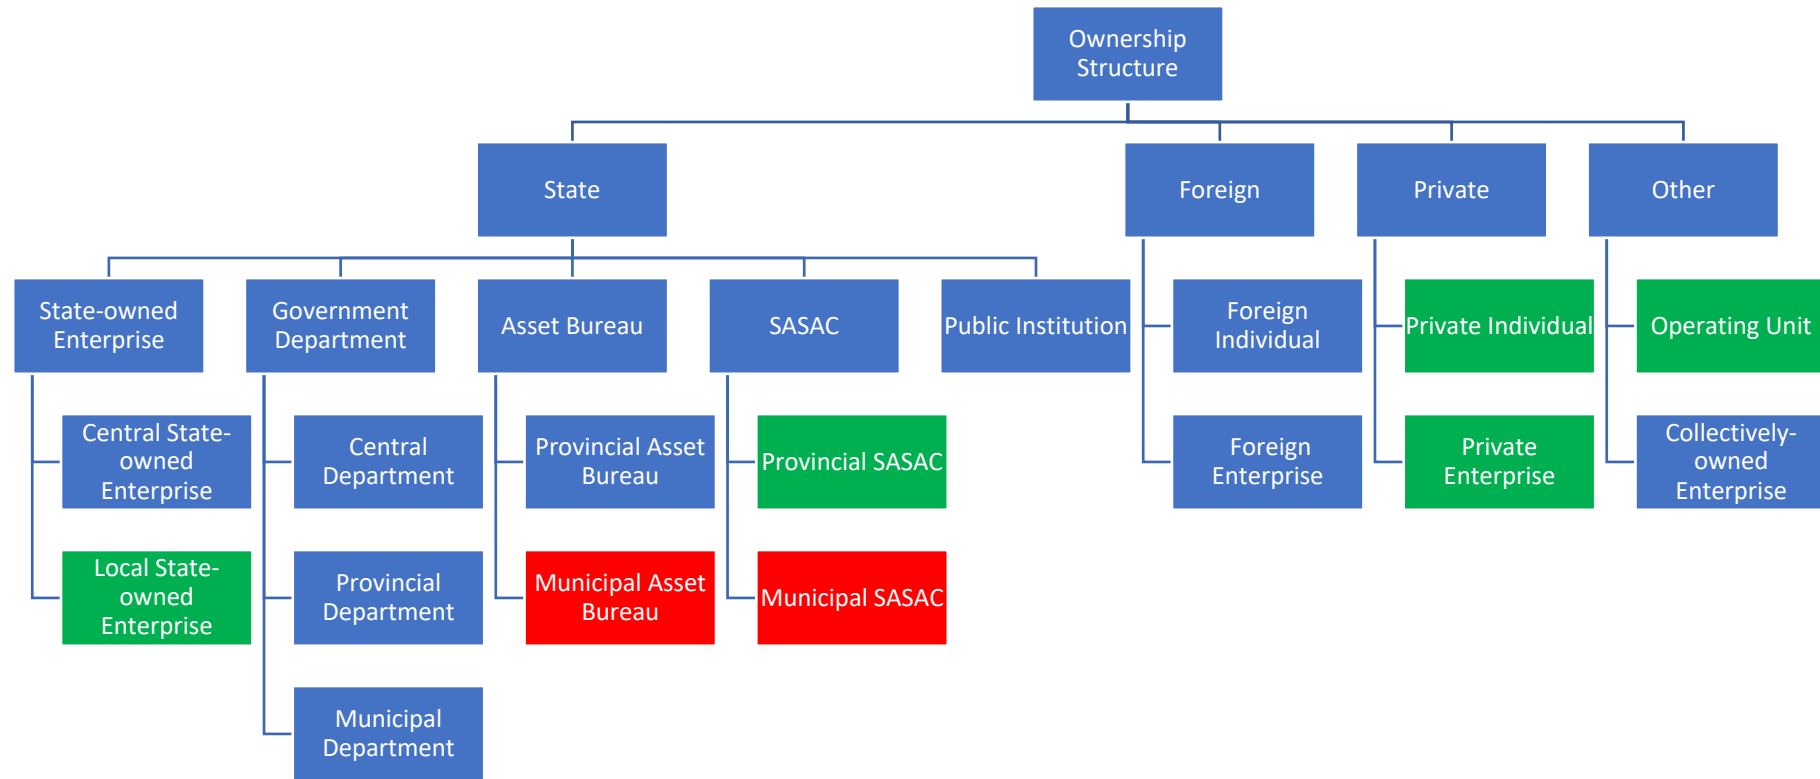 Ownership
Structure
State
Foreign
Private
Other
State-owned
Enterprise
Government
Department
Asset Bureau
SASAC
Public Institution
Foreign
Individual
Private Individual
Operating Unit
Central State-
owned
Enterprise
Central
Department
Provincial Asset
Bureau
Provincial SASAC
Foreign
Enterprise
Private
Enterprise
Collectively-
owned
Enterprise
Local State-
owned
Enterprise
Provincial
Department
Municipal Asset
Bureau
Municipal SASAC
Municipal
Department